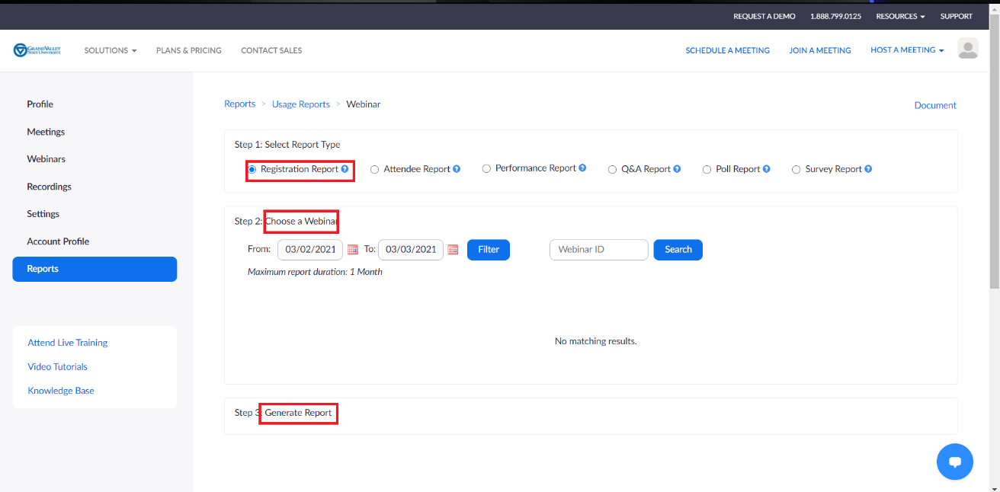 REQUEST A DEMO 1.888.799.0125 RESOURCES SUPPORT
GRANDVALLEY
STATE UNIVERSITY
SOLUTIONS PLANS & PRICING CONTACT SALES SCHEDULE A MEETING JOIN A MEETING HOST A MEETING
Profile
Meetings
Webinars
Recordings
Settings
Account Profile
Reports
Attend Live Training
Video Tutorials
Knowledge Base
Reports > Usage Reports > Webinar
Document
Step 1: Select Report Type
Registration Report ? Attendee Report ? Performance Report ? Q&A Report ? Poll Report ? Survey Report ?
Step 2: Choose a Webinar
From: 03/02/2021 To: 03/03/2021 Filter Webinar ID Search
Maximum report duration: 1 Month
No matching results.
Step 3: Generate Report